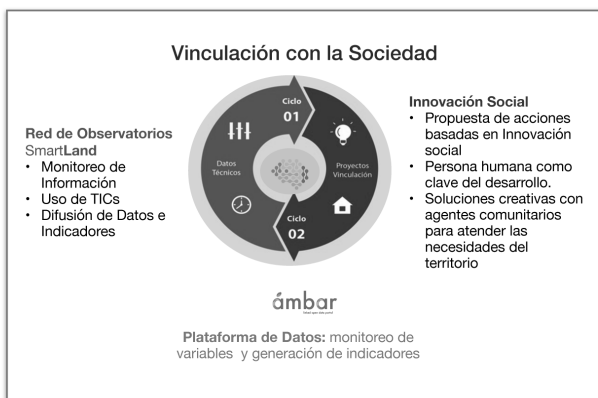 Vinculación con la Sociedad
Red de Observatorios
SmartLand
• Monitoreo de
Información
• Uso de TICs
• Difusión de Datos e
Indicadores
Ciclo
01
Datos
Técnicos
Proyectos
Vinculación
Ciclo
02
Innovación Social
• Propuesta de acciones
basadas en Innovación
social
• Persona humana como
clave del desarrollo.
• Soluciones creativas con
agentes comunitarios
para atender las
necesidades del
territorio
ámbar
Plataforma de Datos: monitoreo de
variables y generación de indicadores